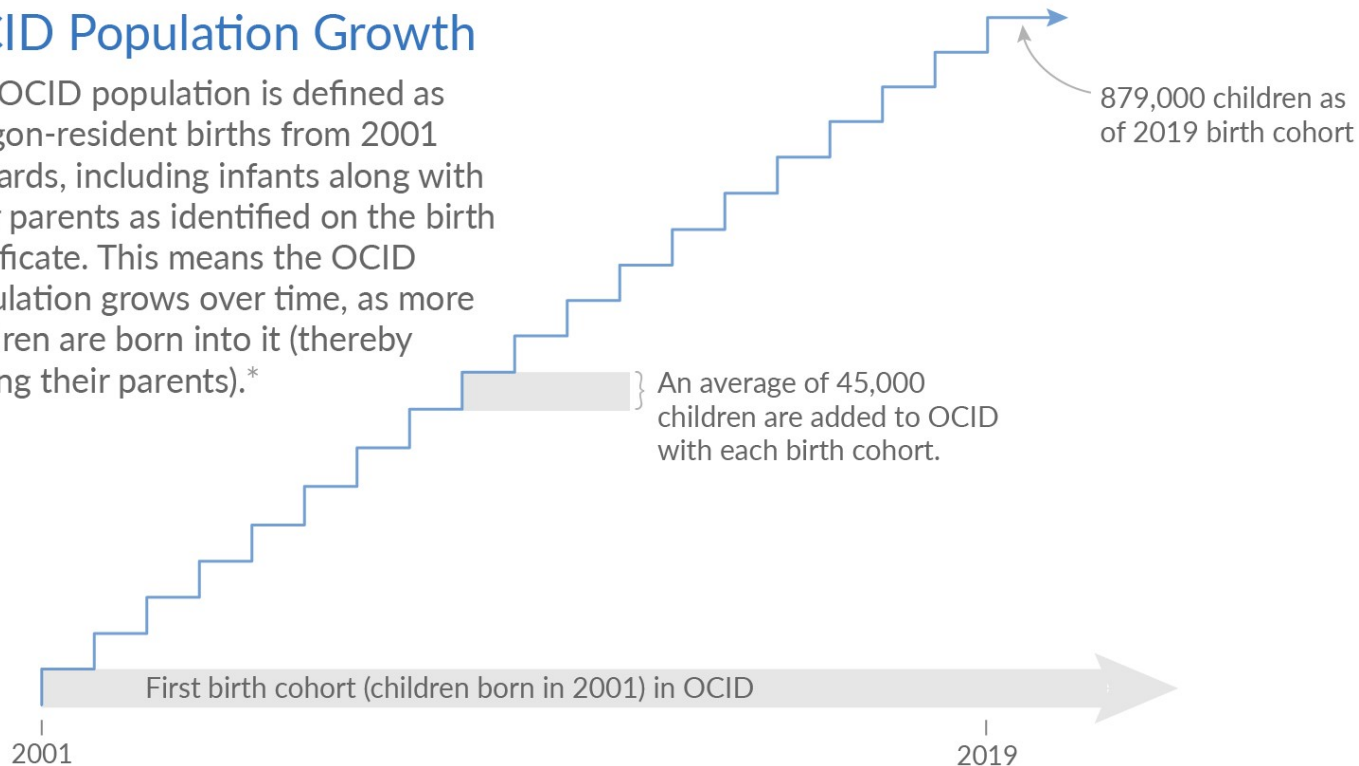 CID Population Growth
OCID population is defined as
gon-resident births from 2001
ards, including infants along with
r parents as identified on the birth
ficate. This means the OCID
ulation grows over time, as more
ren are born into it (thereby
ng their parents).*
879,000 children as
of 2019 birth cohort
An average of 45,000
children are added to OCID
with each birth cohort.
First birth cohort (children born in 2001) in OCID
2001
2019